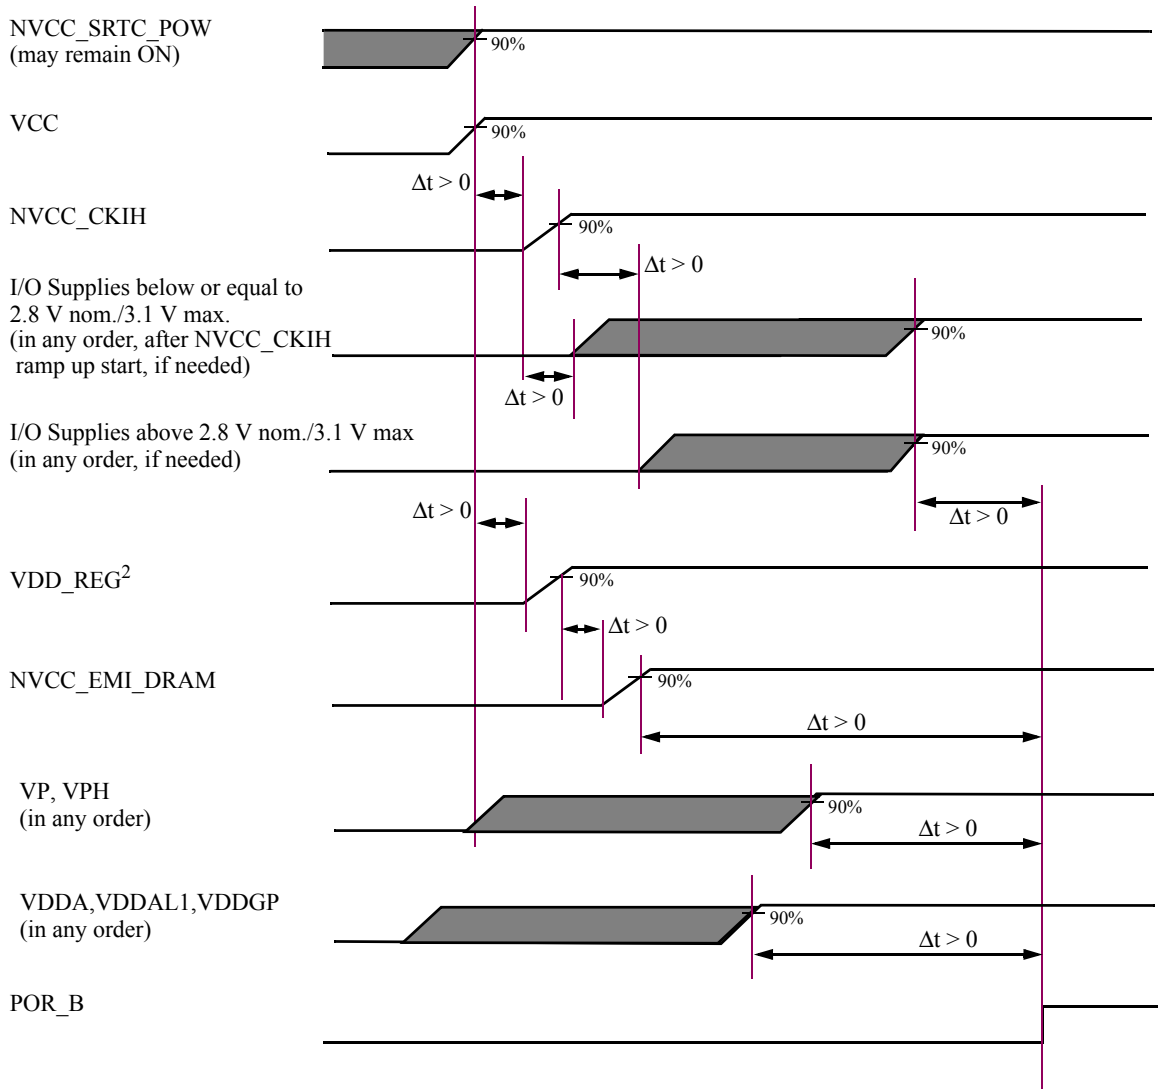 NVCC_SRTC_POW
(may remain ON)
90%
VCC
90%
Δt > 0
NVCC_CKIH
90%
Δt > 0
I/O Supplies below or equal to
2.8 V nom./3.1 V max.
(in any order, after NVCC_CKIH
ramp up start, if needed)
90%
Δt > 0
I/O Supplies above 2.8 V nom./3.1 V max
(in any order, if needed)
90%
Δt > 0
Δt > 0
VDD_REG²
90%
Δt > 0
NVCC_EMI_DRAM
90%
Δt > 0
VP, VPH
(in any order)
90%
Δt > 0
VDDA,VDDAL1,VDDGP
(in any order)
90%
Δt > 0
POR_B